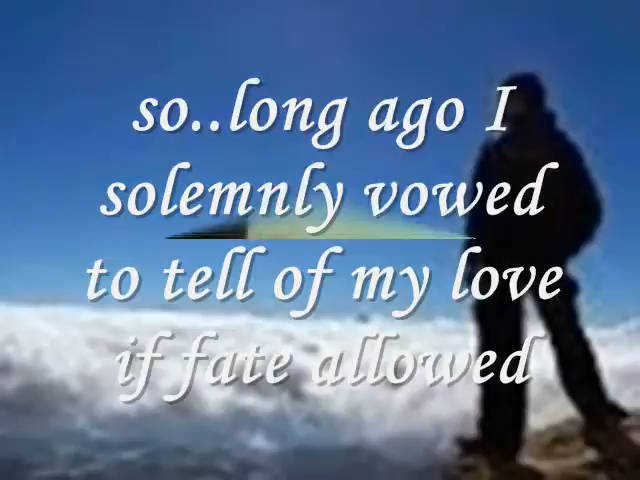 so..long ago I
solemnly vowed
to tell of my love
if fate allowed